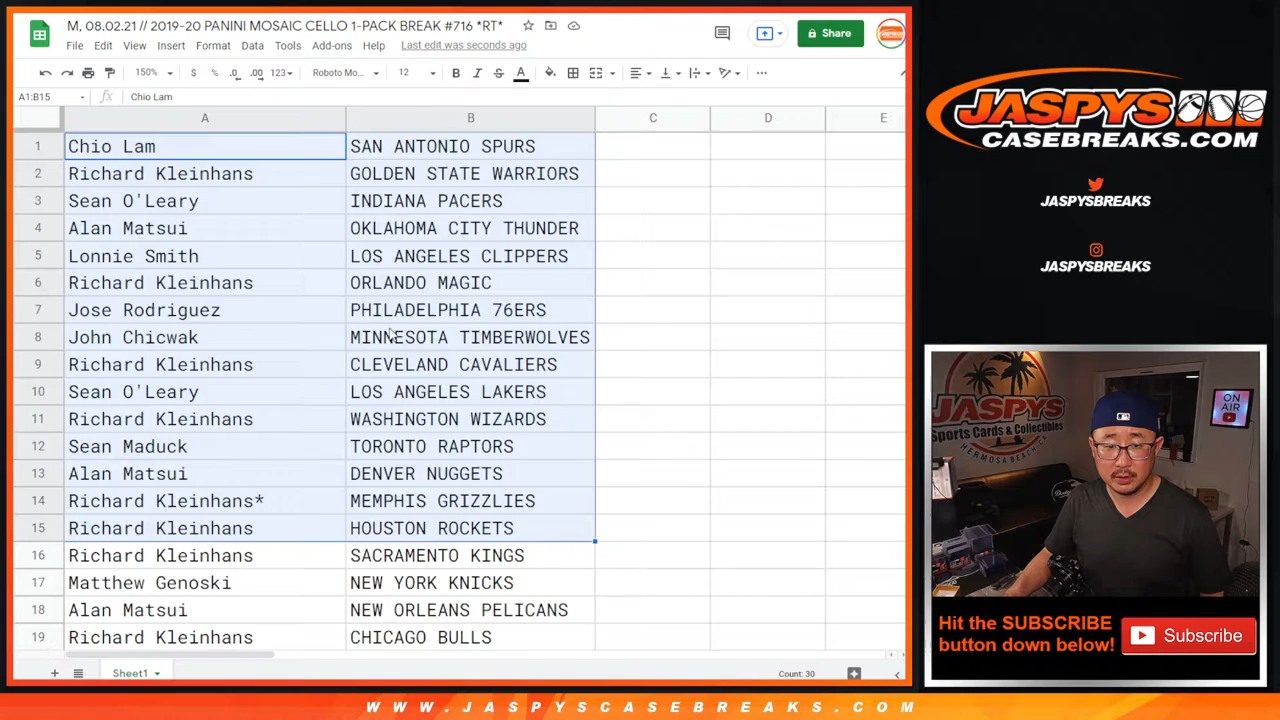 M, 08.02.21 // 2019-20 PANINI MOSAIC CELLO 1-PACK BREAK #716 *RT*
File Edit View Insert Format Data Tools Add-ons Help Last edit was seconds ago
Share
150% $ % .0 .00 123 Roboto Mo... 12 B I S A
A1:B15 fx Chio Lam
A B C D E
1 Chio Lam SAN ANTONIO SPURS
2 Richard Kleinhans GOLDEN STATE WARRIORS
3 Sean O'Leary INDIANA PACERS
4 Alan Matsui OKLAHOMA CITY THUNDER
5 Lonnie Smith LOS ANGELES CLIPPERS
6 Richard Kleinhans ORLANDO MAGIC
7 Jose Rodriguez PHILADELPHIA 76ERS
8 John Chicwak MINNESOTA TIMBERWOLVES
9 Richard Kleinhans CLEVELAND CAVALIERS
10 Sean O'Leary LOS ANGELES LAKERS
11 Richard Kleinhans WASHINGTON WIZARDS
12 Sean Maduck TORONTO RAPTORS
13 Alan Matsui DENVER NUGGETS
14 Richard Kleinhans* MEMPHIS GRIZZLIES
15 Richard Kleinhans HOUSTON ROCKETS
16 Richard Kleinhans SACRAMENTO KINGS
17 Matthew Genoski NEW YORK KNICKS
18 Alan Matsui NEW ORLEANS PELICANS
19 Richard Kleinhans CHICAGO BULLS
Sheet1
Count: 30
JASPYS
CASEBREAKS.COM
JASPYSBREAKS
JASPYSBREAKS
JASPYS
Sports Cards & Collectibles
HERMOSA BEACH, CA
ON AIR
Hit the SUBSCRIBE
button down below!
Subscribe
WWW.JASPYSCASEBREAKS.COM